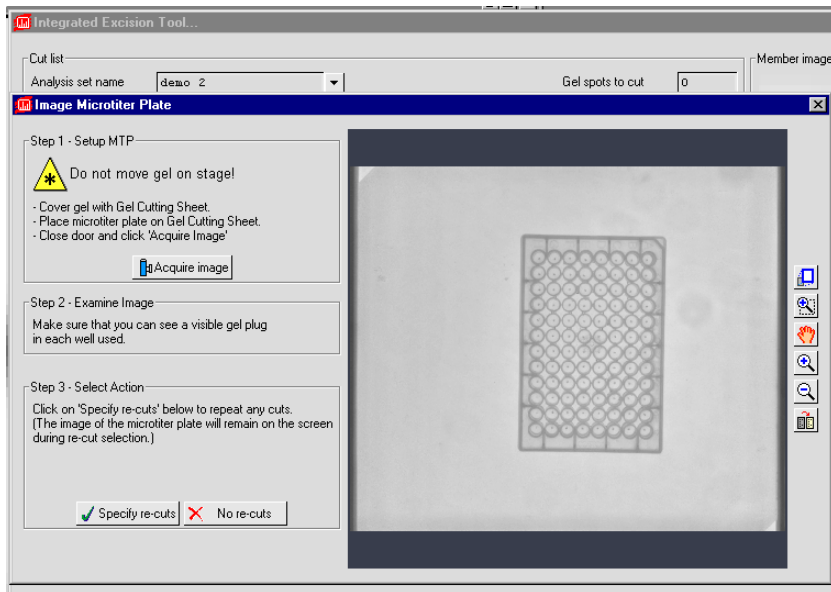 Integrated Excision Tool...
Cut list
Member image
Analysis set name
demo 2
Gel spots to cut
0
Image Microtiter Plate
Step 1 - Setup MTP
Do not move gel on stage!
- Cover gel with Gel Cutting Sheet.
- Place microtiter plate on Gel Cutting Sheet.
- Close door and click 'Acquire Image'
Acquire image
Step 2 - Examine Image
Make sure that you can see a visible gel plug
in each well used.
Step 3 - Select Action
Click on 'Specify re-cuts' below to repeat any cuts.
(The image of the microtiter plate will remain on the screen
during re-cut selection.)
Specify re-cuts
No re-cuts